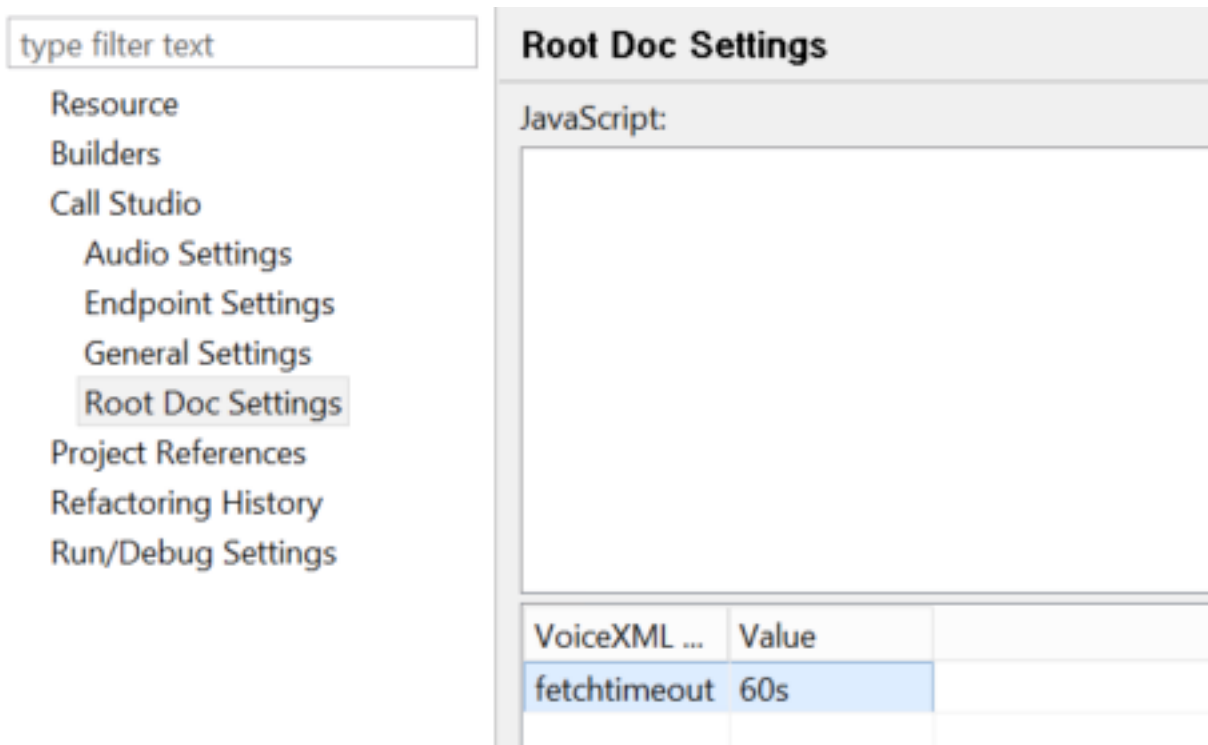 type filter text
Resource
Builders
Call Studio
Audio Settings
Endpoint Settings
General Settings
Root Doc Settings
Project References
Refactoring History
Run/Debug Settings
Root Doc Settings
JavaScript:
VoiceXML ... Value
fetchtimeout 60s